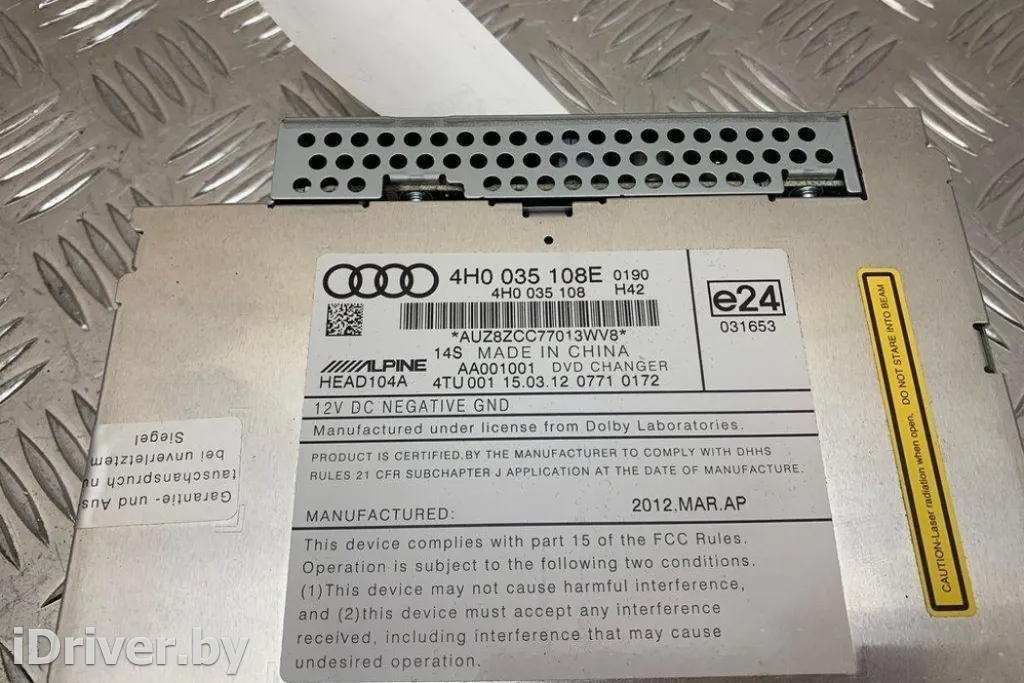 4H0 035 108E 0190
4H0 035 108 H42
*AUZ8ZCC77013WV8*
14S MADE IN CHINA
ALPINE AA001001 DVD CHANGER
HEAD104A 4TU 001 15.03.12 0771 0172
e24
031653
12V DC NEGATIVE GND
Manufactured under license from Dolby Laboratories.
PRODUCT IS CERTIFIED.BY THE MANUFACTURER TO COMPLY WITH DHHS
RULES 21 CFR SUBCHAPTER J APPLICATION AT THE DATE OF MANUFACTURE.
MANUFACTURED: 2012.MAR.AP
This device complies with part 15 of the FCC Rules.
Operation is subject to the following two conditions.
(1)This device may not cause harmful interference,
and (2)this device must accept any interference
received, including interference that may cause
undesired operation.
CAUTION-Laser radiation when open, DO NOT STARE INTO BEAM
Garantie- und Aus
tauschanspruch nu
bei unverletztem
Siegel
iDriver.by